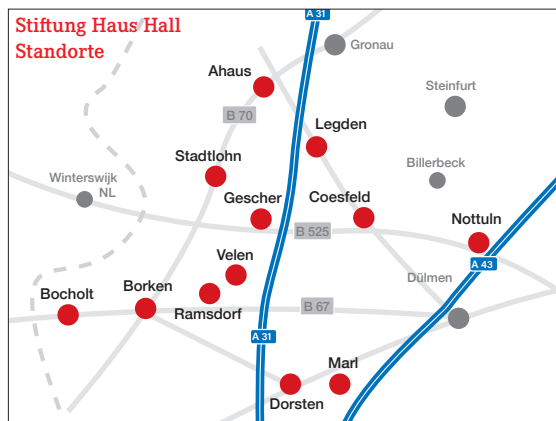 Stiftung Haus Hall
Standorte
A 31
Gronau
Ahaus
Steinfurt
B 70
Legden
Stadtlohn
Billerbeck
Winterswijk
NL
Gescher
Coesfeld
Nottuln
B 525
A 43
Velen
Dülmen
Borken
Bocholt
Ramsdorf
B 67
A 31
Marl
Dorsten